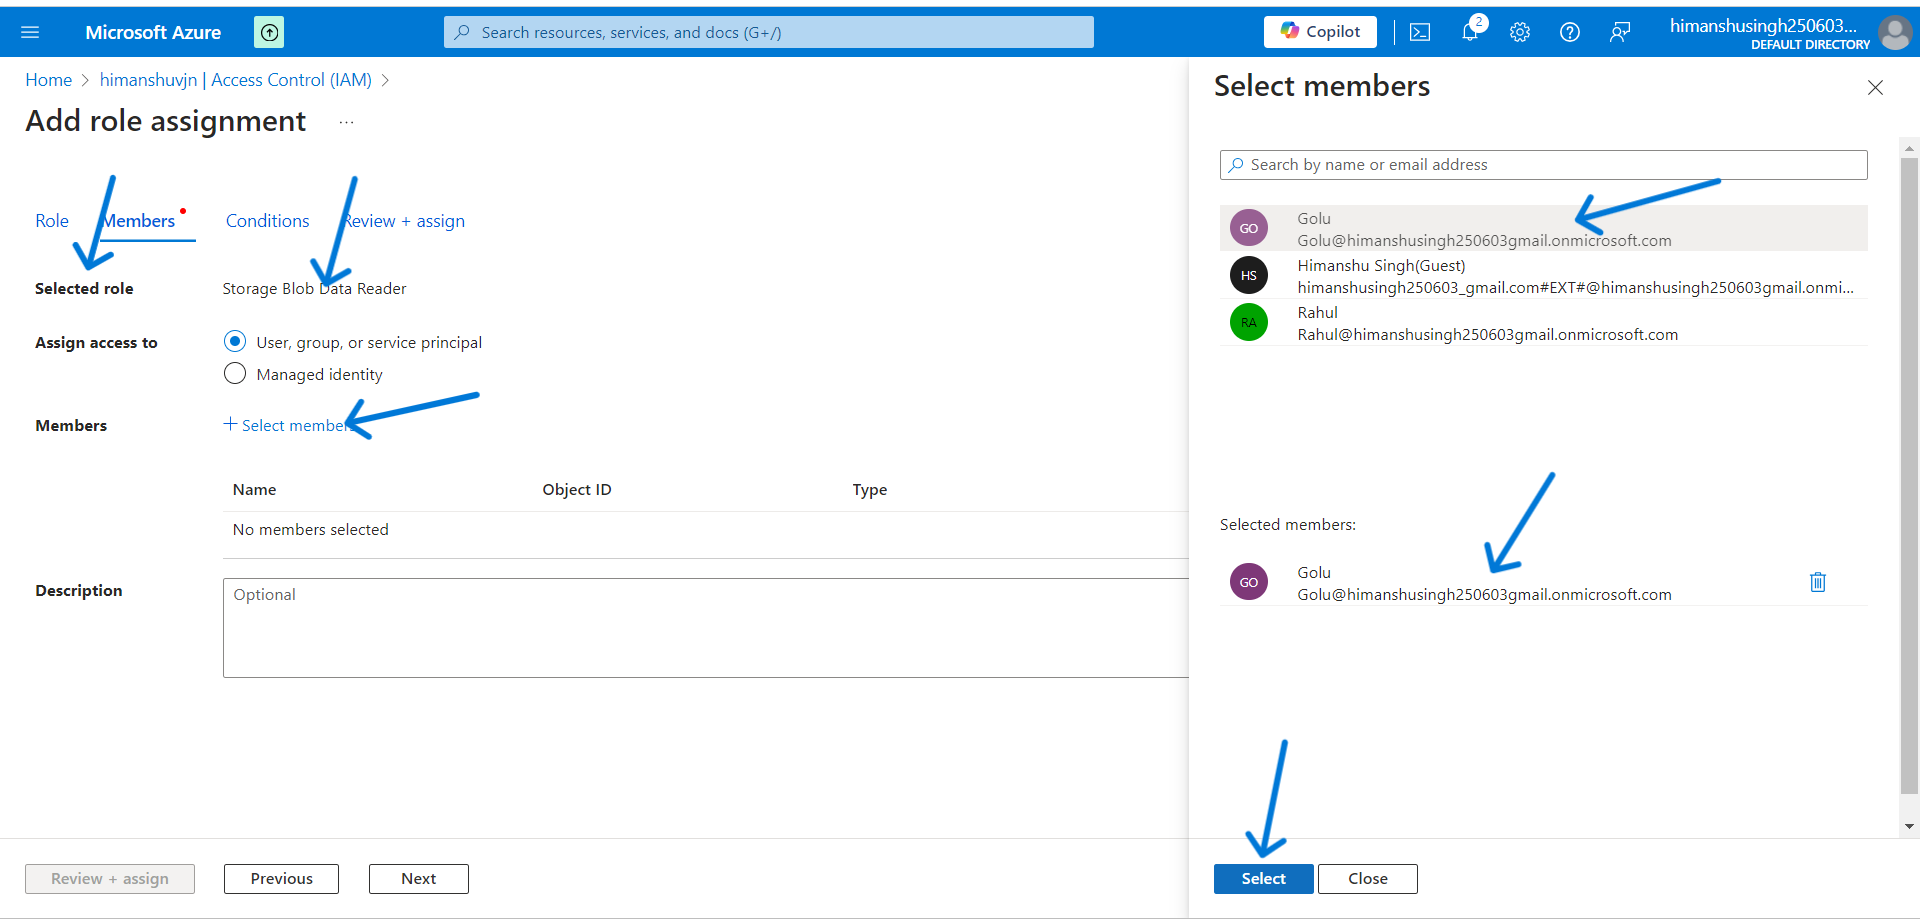 Microsoft Azure
Search resources, services, and docs (G+/)
Copilot
2
himanshusingh250603...
DEFAULT DIRECTORY
Home > himanshuvjn | Access Control (IAM) >
Add role assignment ...
Role Members Conditions Review + assign
Selected role Storage Blob Data Reader
Assign access to User, group, or service principal
Managed identity
Members + Select members
Name Object ID Type
No members selected
Description Optional
Review + assign Previous Next
Select members
Search by name or email address
GO Golu
Golu@himanshusingh250603gmail.onmicrosoft.com
HS Himanshu Singh(Guest)
himanshusingh250603_gmail.com#EXT#@himanshusingh250603gmail.onmi...
RA Rahul
Rahul@himanshusingh250603gmail.onmicrosoft.com
Selected members:
GO Golu
Golu@himanshusingh250603gmail.onmicrosoft.com
Select Close